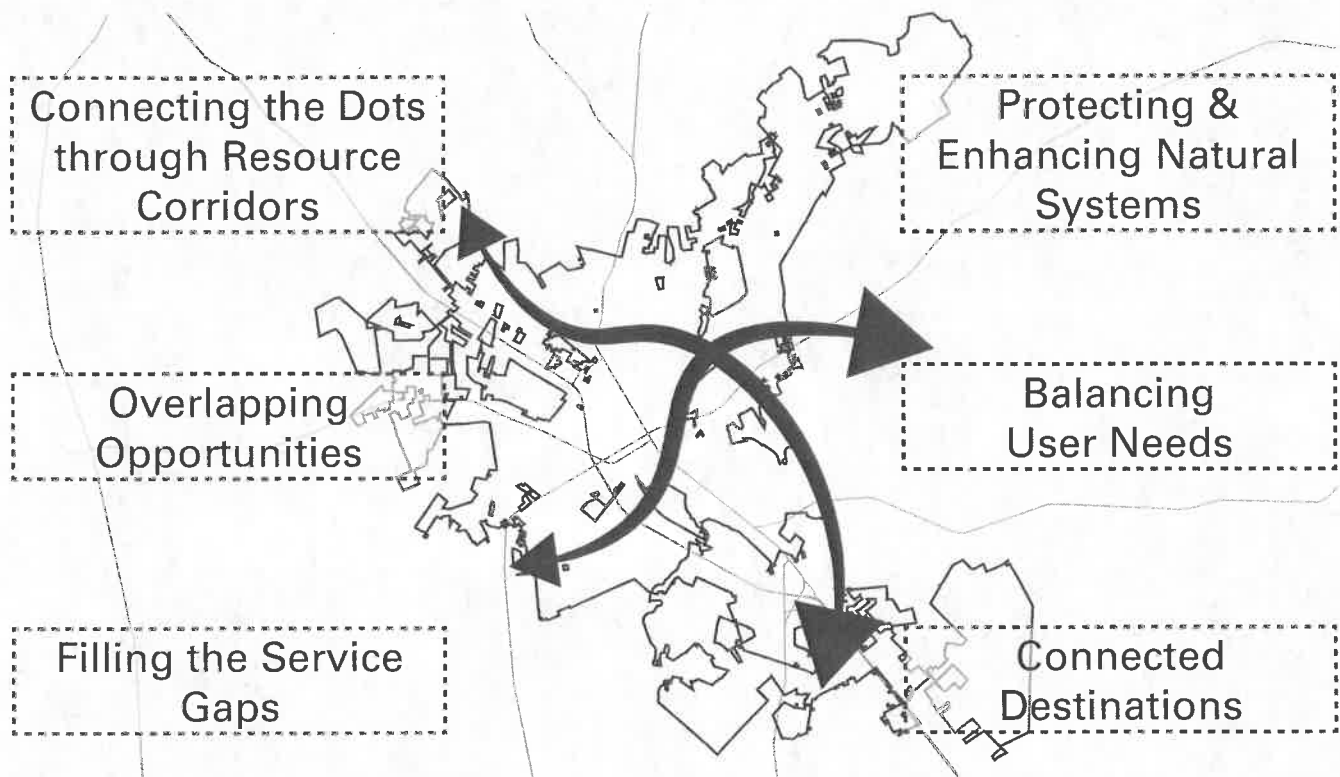 Connecting the Dots
through Resource
Corridors
Protecting &
Enhancing Natural
Systems
Overlapping
Opportunities
Balancing
User Needs
Filling the Service
Gaps
Connected
Destinations